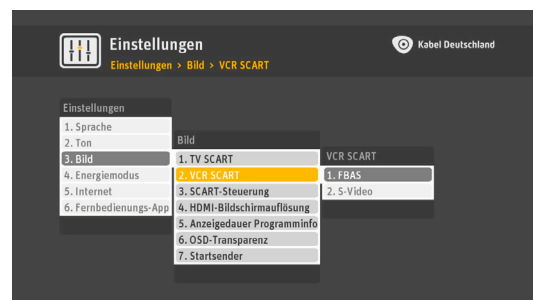 Einstellungen
Kabel Deutschland
Einstellungen > Bild > VCR SCART
Einstellungen
1. Sprache
2. Ton
3. Bild
4. Energiemodus
5. Internet
6. Fernbedienungs-App
Bild
1. TV SCART
2. VCR SCART
3. SCART-Steuerung
4. HDMI-Bildschirmauflösung
5. Anzeigedauer Programminfo
6. OSD-Transparenz
7. Startsender
VCR SCART
1. FBAS
2. S-Video